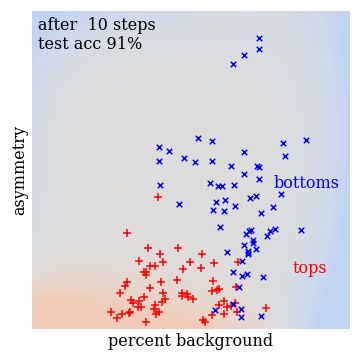 after  10 steps
test acc 91%
asymmetry
bottoms
tops
percent background